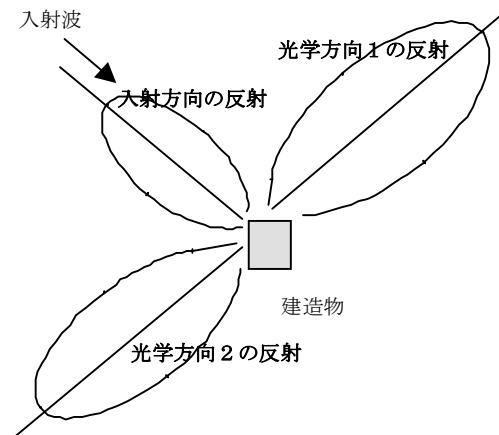 入射波
光学方向１の反射
入射方向の反射
建造物
光学方向２の反射